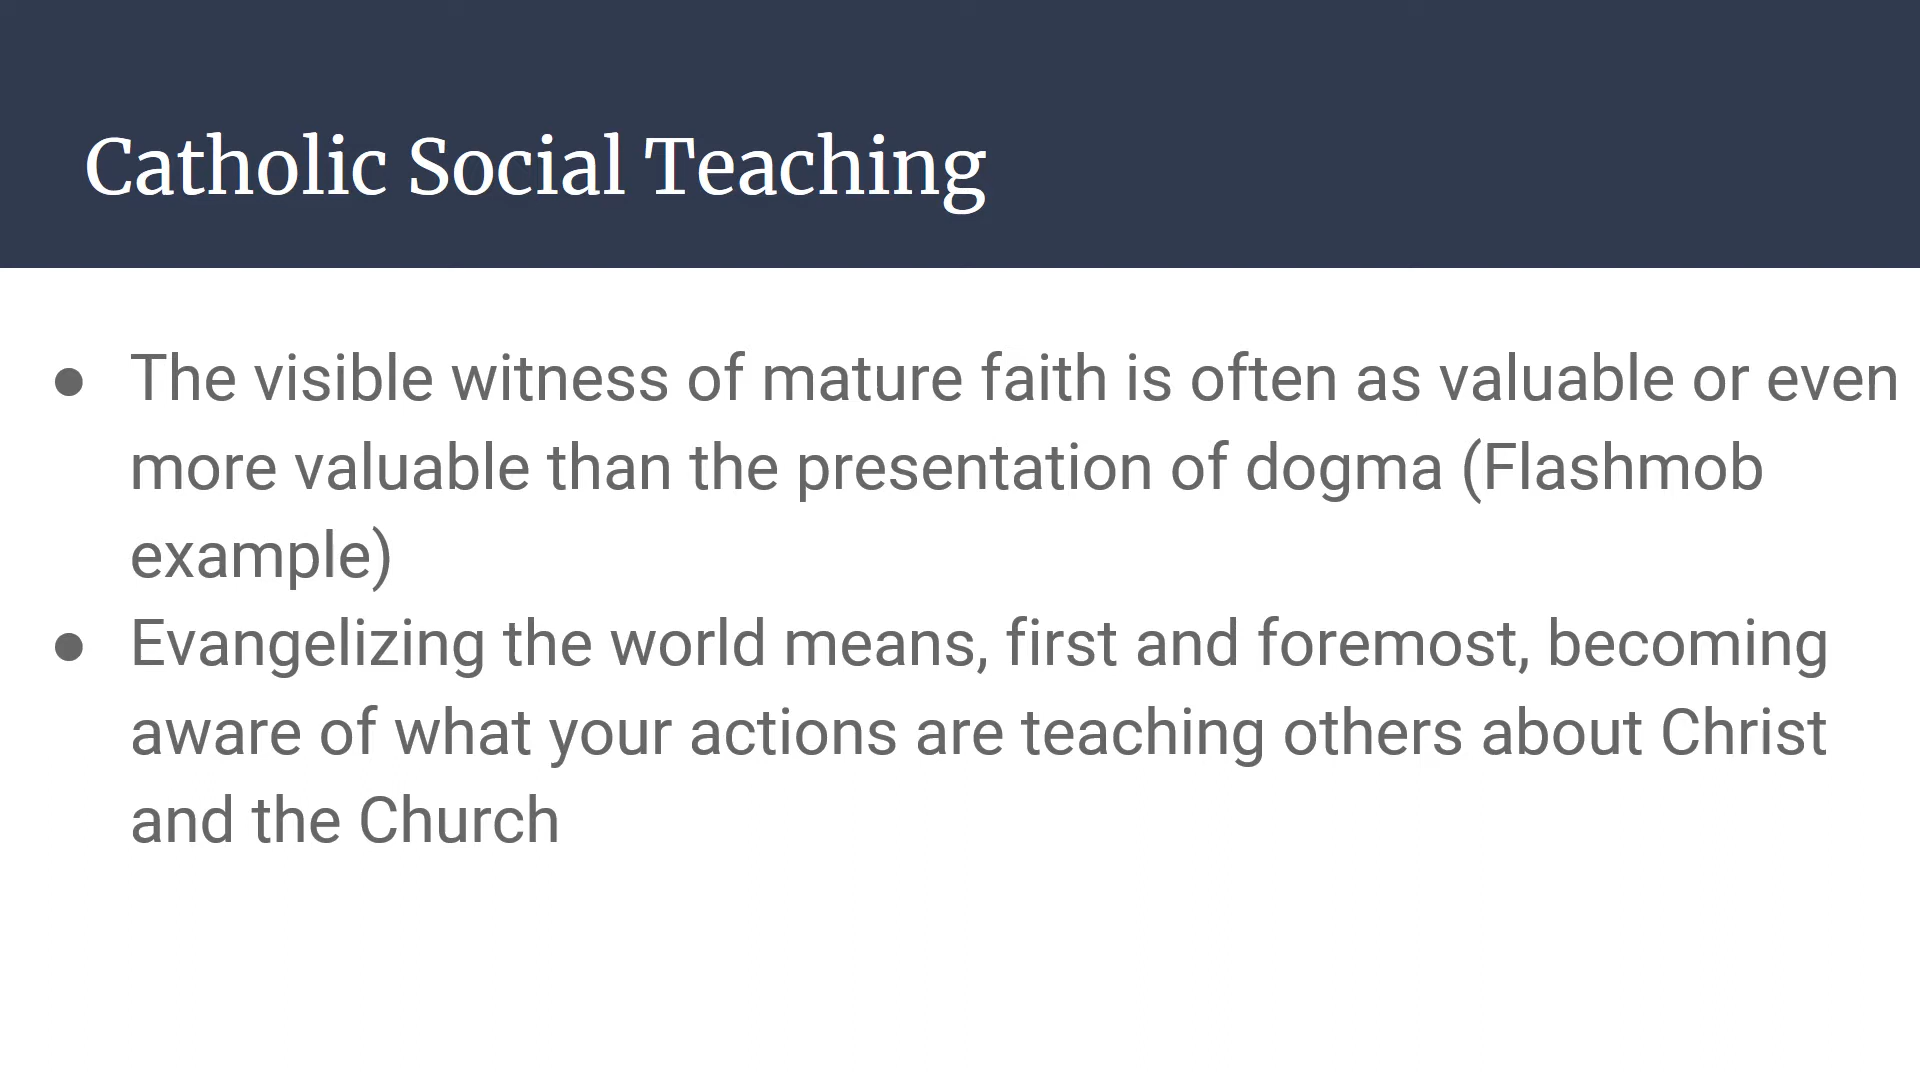 Catholic Social Teaching
● The visible witness of mature faith is often as valuable or even
more valuable than the presentation of dogma (Flashmob
example)
● Evangelizing the world means, first and foremost, becoming
aware of what your actions are teaching others about Christ
and the Church